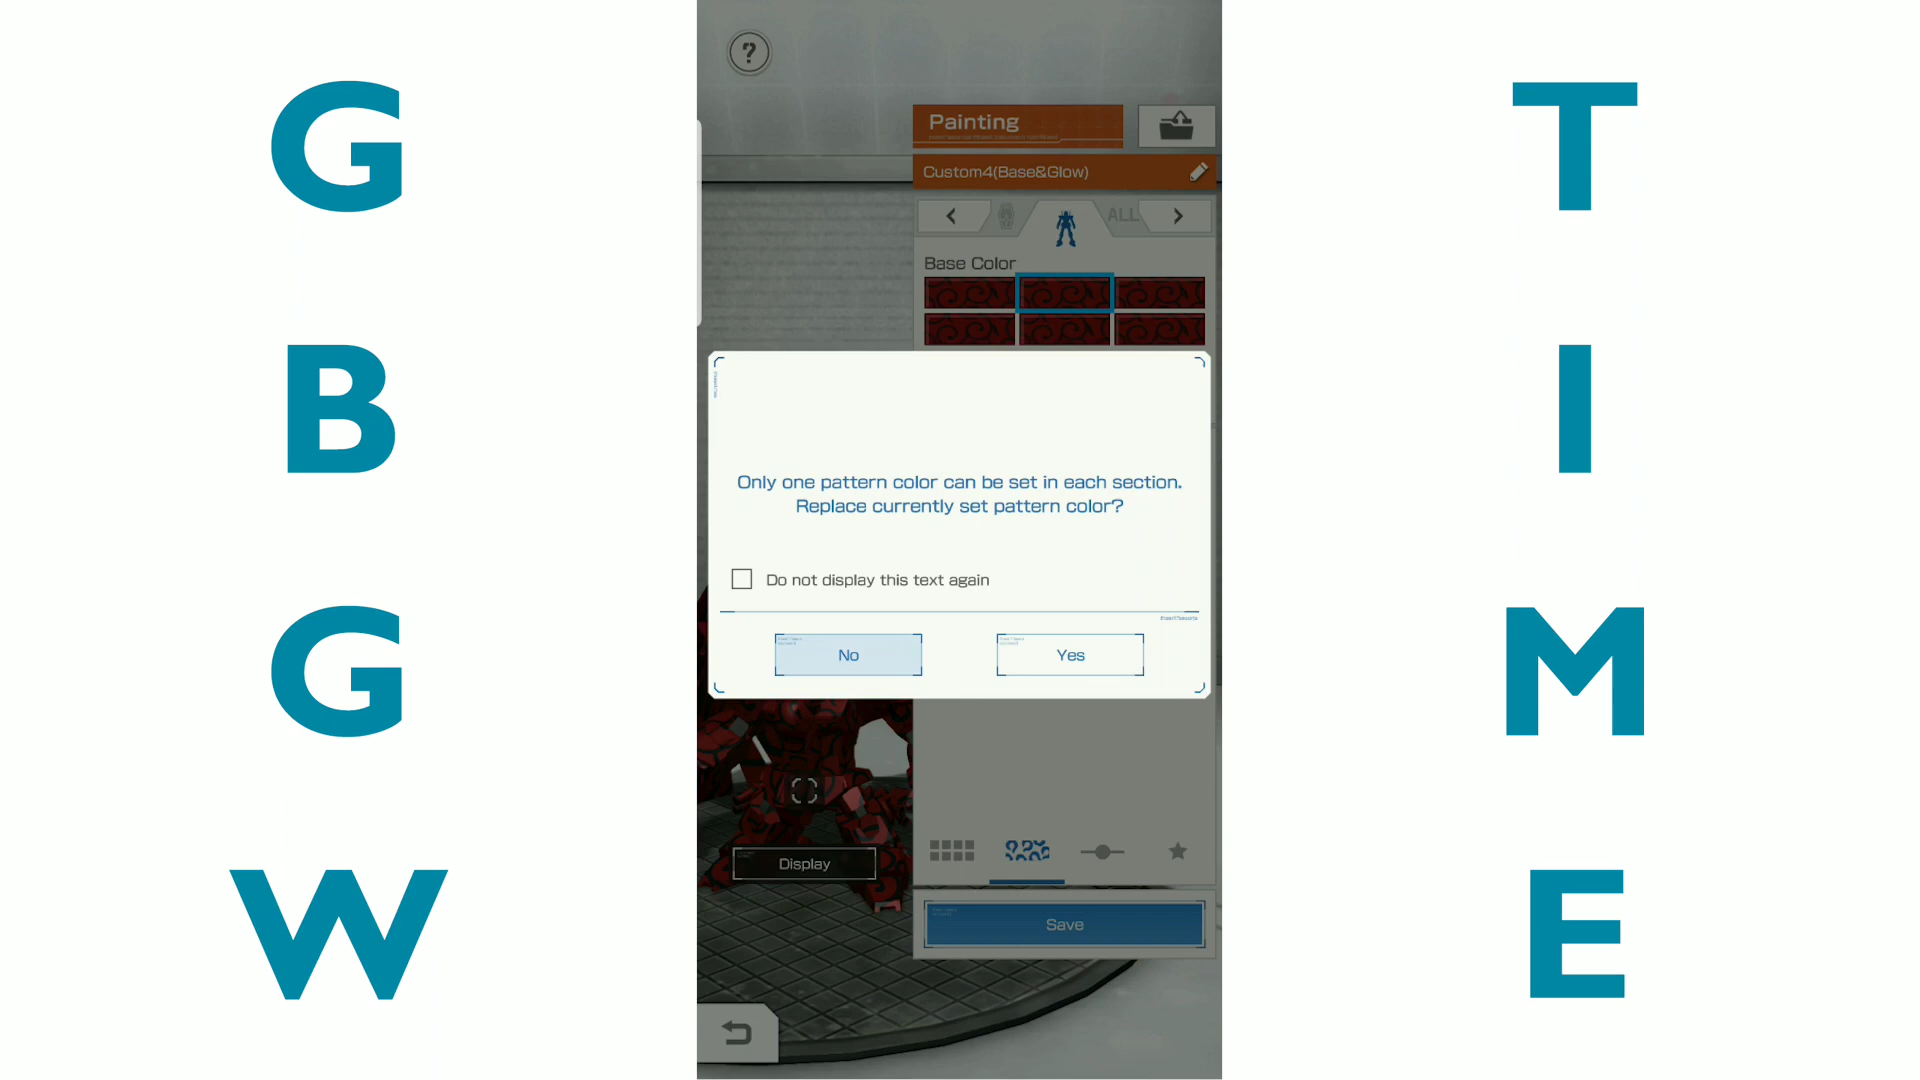 G
B
G
W
?
Painting
Custom4(Base&Glow)
ALL
Base Color
Only one pattern color can be set in each section.
Replace currently set pattern color?
Do not display this text again
No
Yes
Display
Save
T
I
M
E